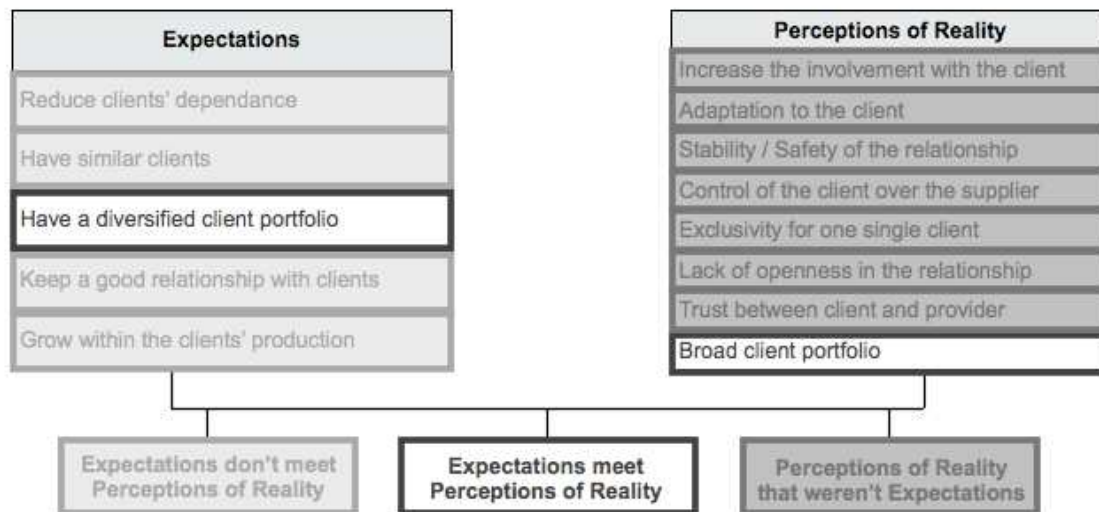 Expectations
Reduce clients' dependance
Have similar clients
Have a diversified client portfolio
Keep a good relationship with clients
Grow within the clients' production
Perceptions of Reality
Increase the involvement with the client
Adaptation to the client
Stability / Safety of the relationship
Control of the client over the supplier
Exclusivity for one single client
Lack of openness in the relationship
Trust between client and provider
Broad client portfolio
Expectations don't meet
Perceptions of Reality
Expectations meet
Perceptions of Reality
Perceptions of Reality
that weren't Expectations